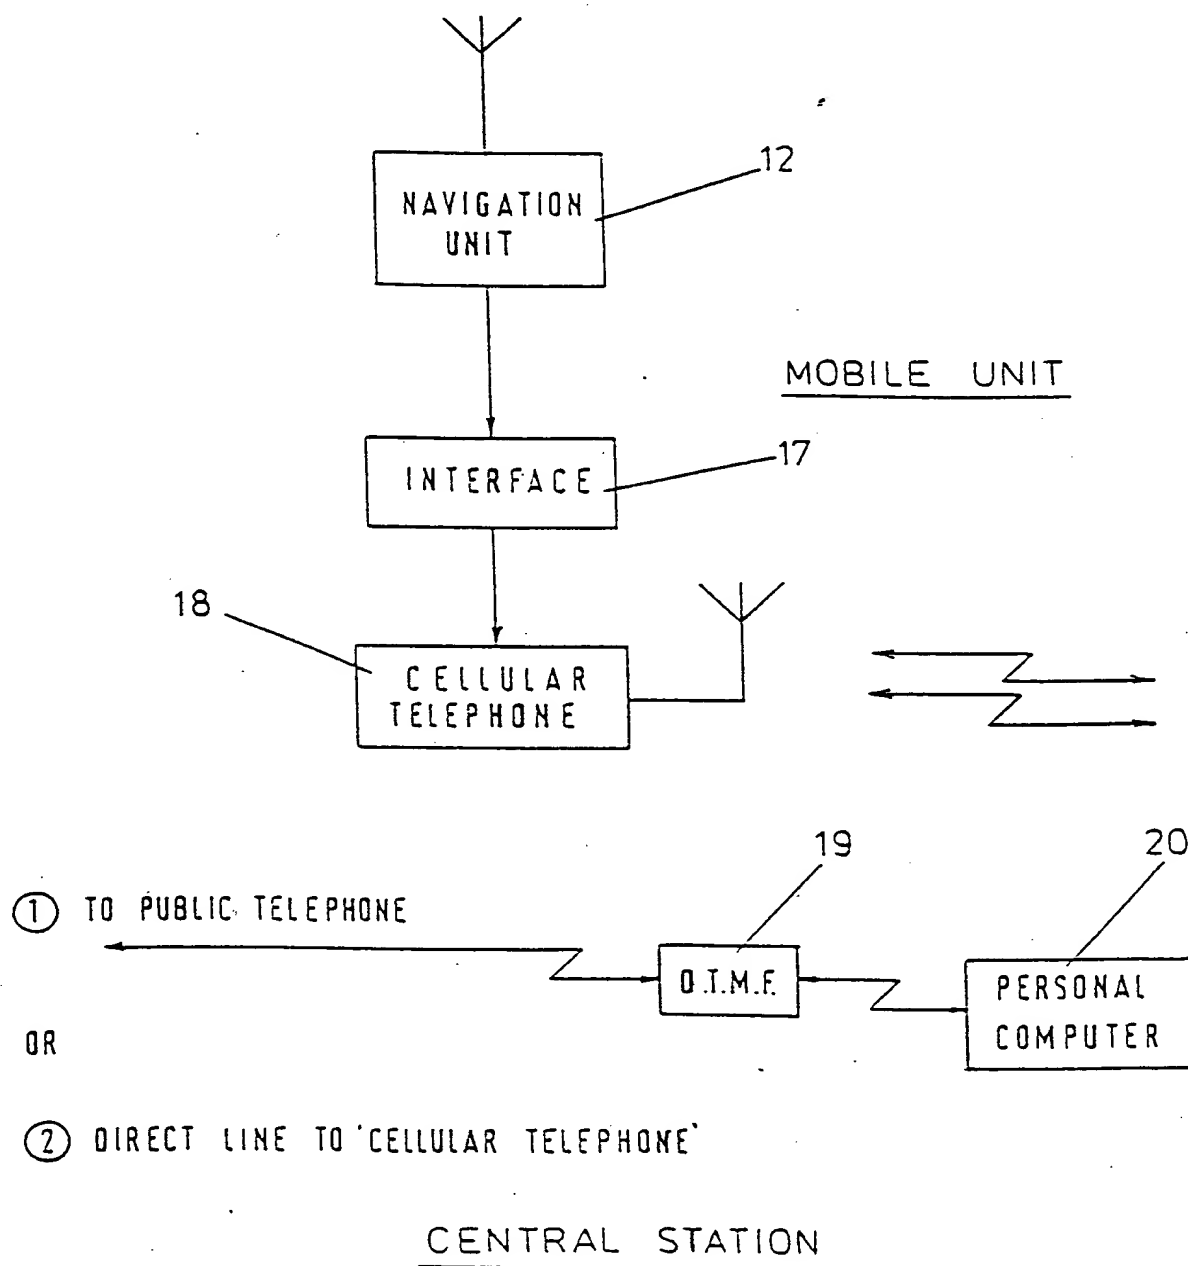 12
NAVIGATION
UNIT
MOBILE UNIT
17
INTERFACE
18
CELLULAR
TELEPHONE
19
20
① TO PUBLIC TELEPHONE
D.T.M.F.
PERSONAL
COMPUTER
OR
② DIRECT LINE TO 'CELLULAR TELEPHONE'
CENTRAL STATION